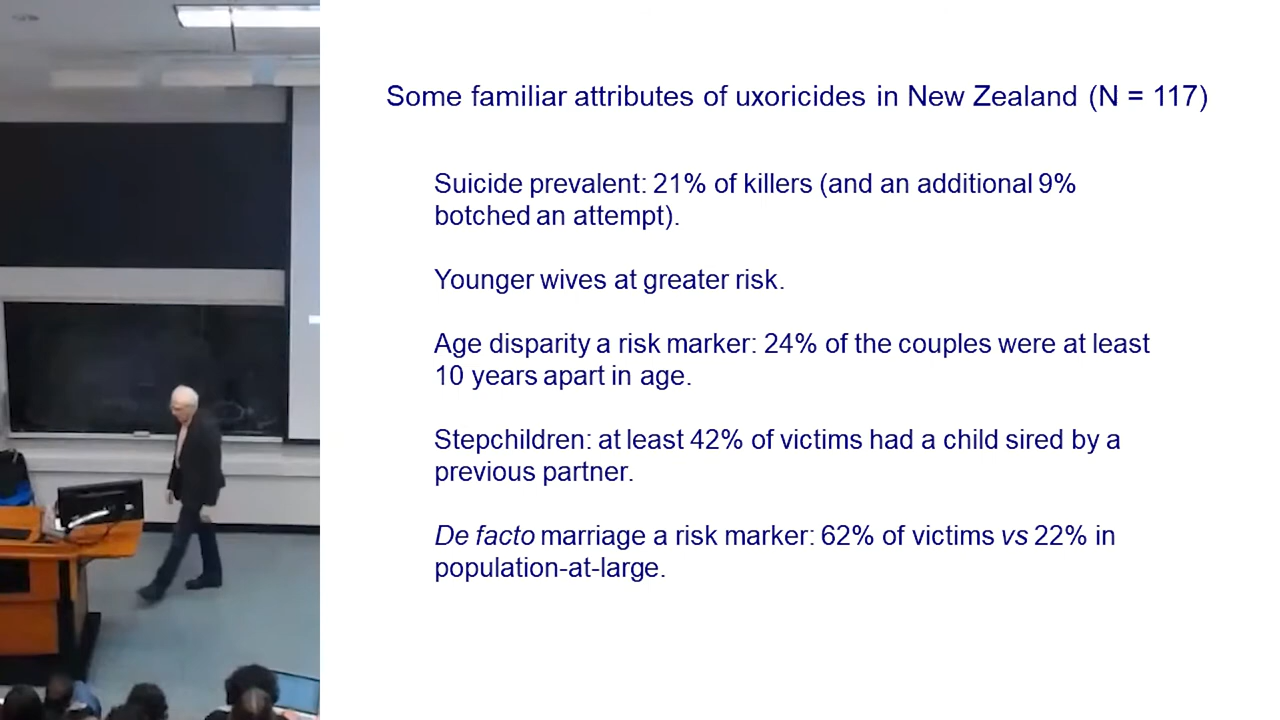 Some familiar attributes of uxoricides in New Zealand (N = 117)
Suicide prevalent: 21% of killers (and an additional 9%
botched an attempt).
Younger wives at greater risk.
Age disparity a risk marker: 24% of the couples were at least
10 years apart in age.
Stepchildren: at least 42% of victims had a child sired by a
previous partner.
De facto marriage a risk marker: 62% of victims vs 22% in
population-at-large.